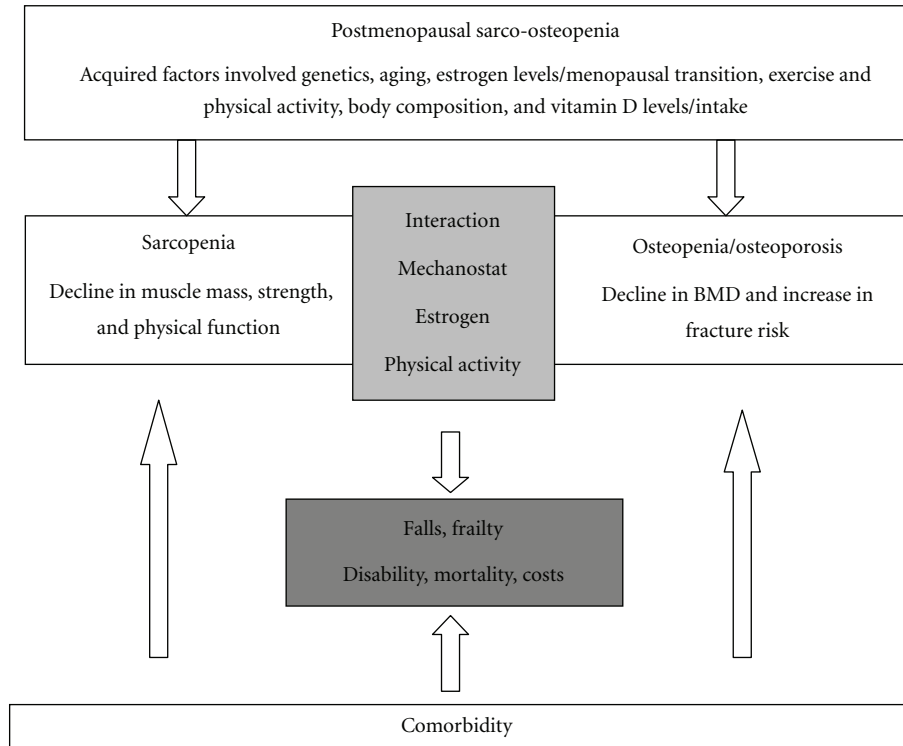 Postmenopausal sarco-osteopenia
Acquired factors involved genetics, aging, estrogen levels/menopausal transition, exercise and
physical activity, body composition, and vitamin D levels/intake
Sarcopenia
Decline in muscle mass, strength,
and physical function
Interaction
Mechanostat
Estrogen
Physical activity
Osteopenia/osteoporosis
Decline in BMD and increase in
fracture risk
Falls, frailty
Disability, mortality, costs
Comorbidity